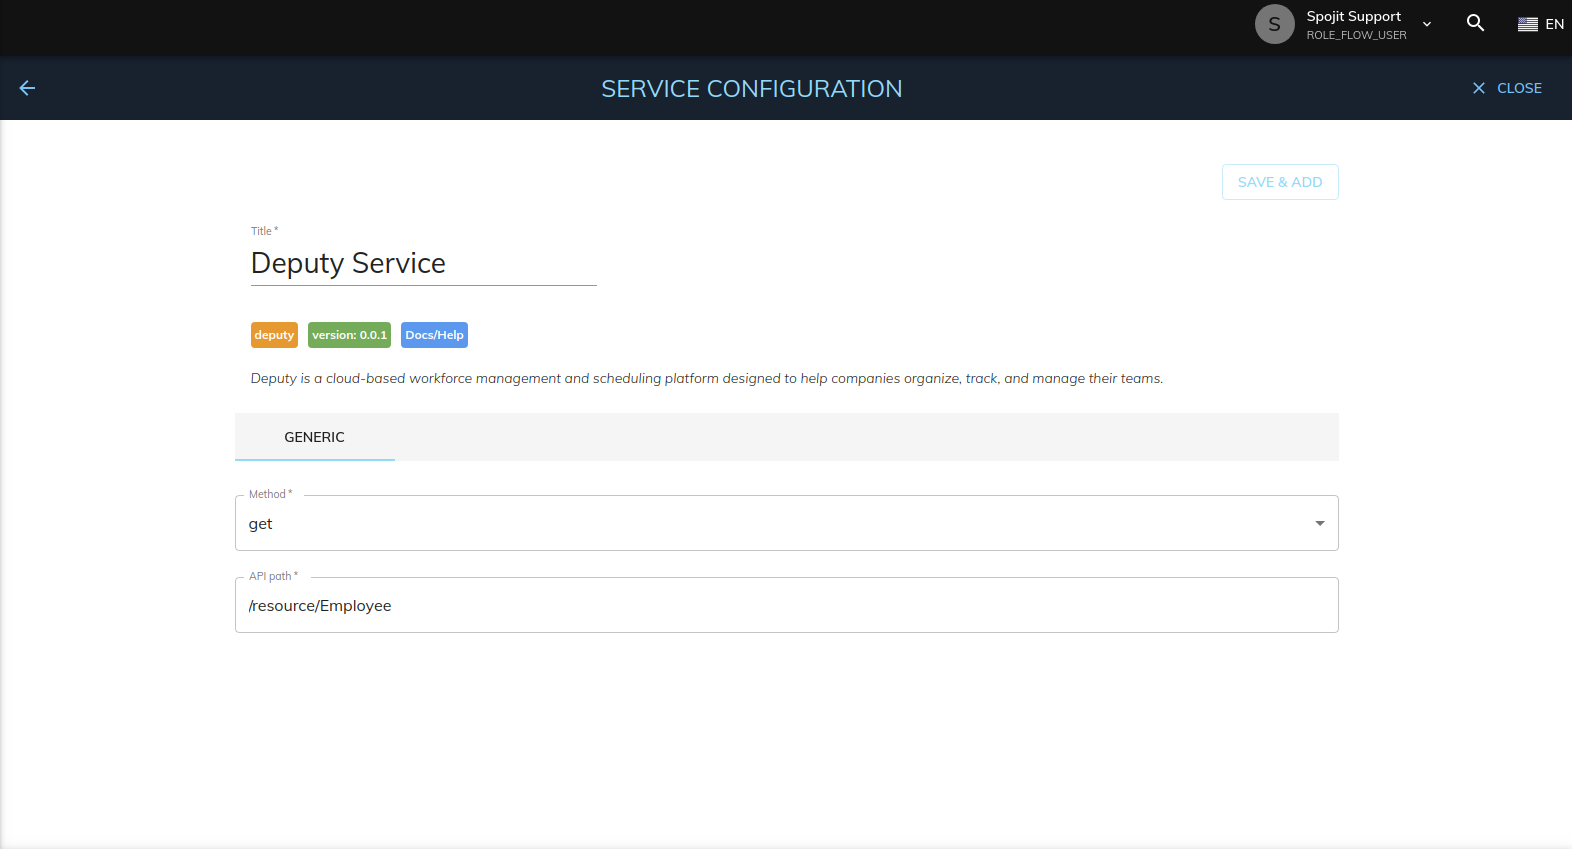 S
Spojit Support
ROLE_FLOW_USER
EN
SERVICE CONFIGURATION
CLOSE
SAVE & ADD
Title *
Deputy Service
deputy
version: 0.0.1
Docs/Help
Deputy is a cloud-based workforce management and scheduling platform designed to help companies organize, track, and manage their teams.
GENERIC
Method *
get
API path *
/resource/Employee